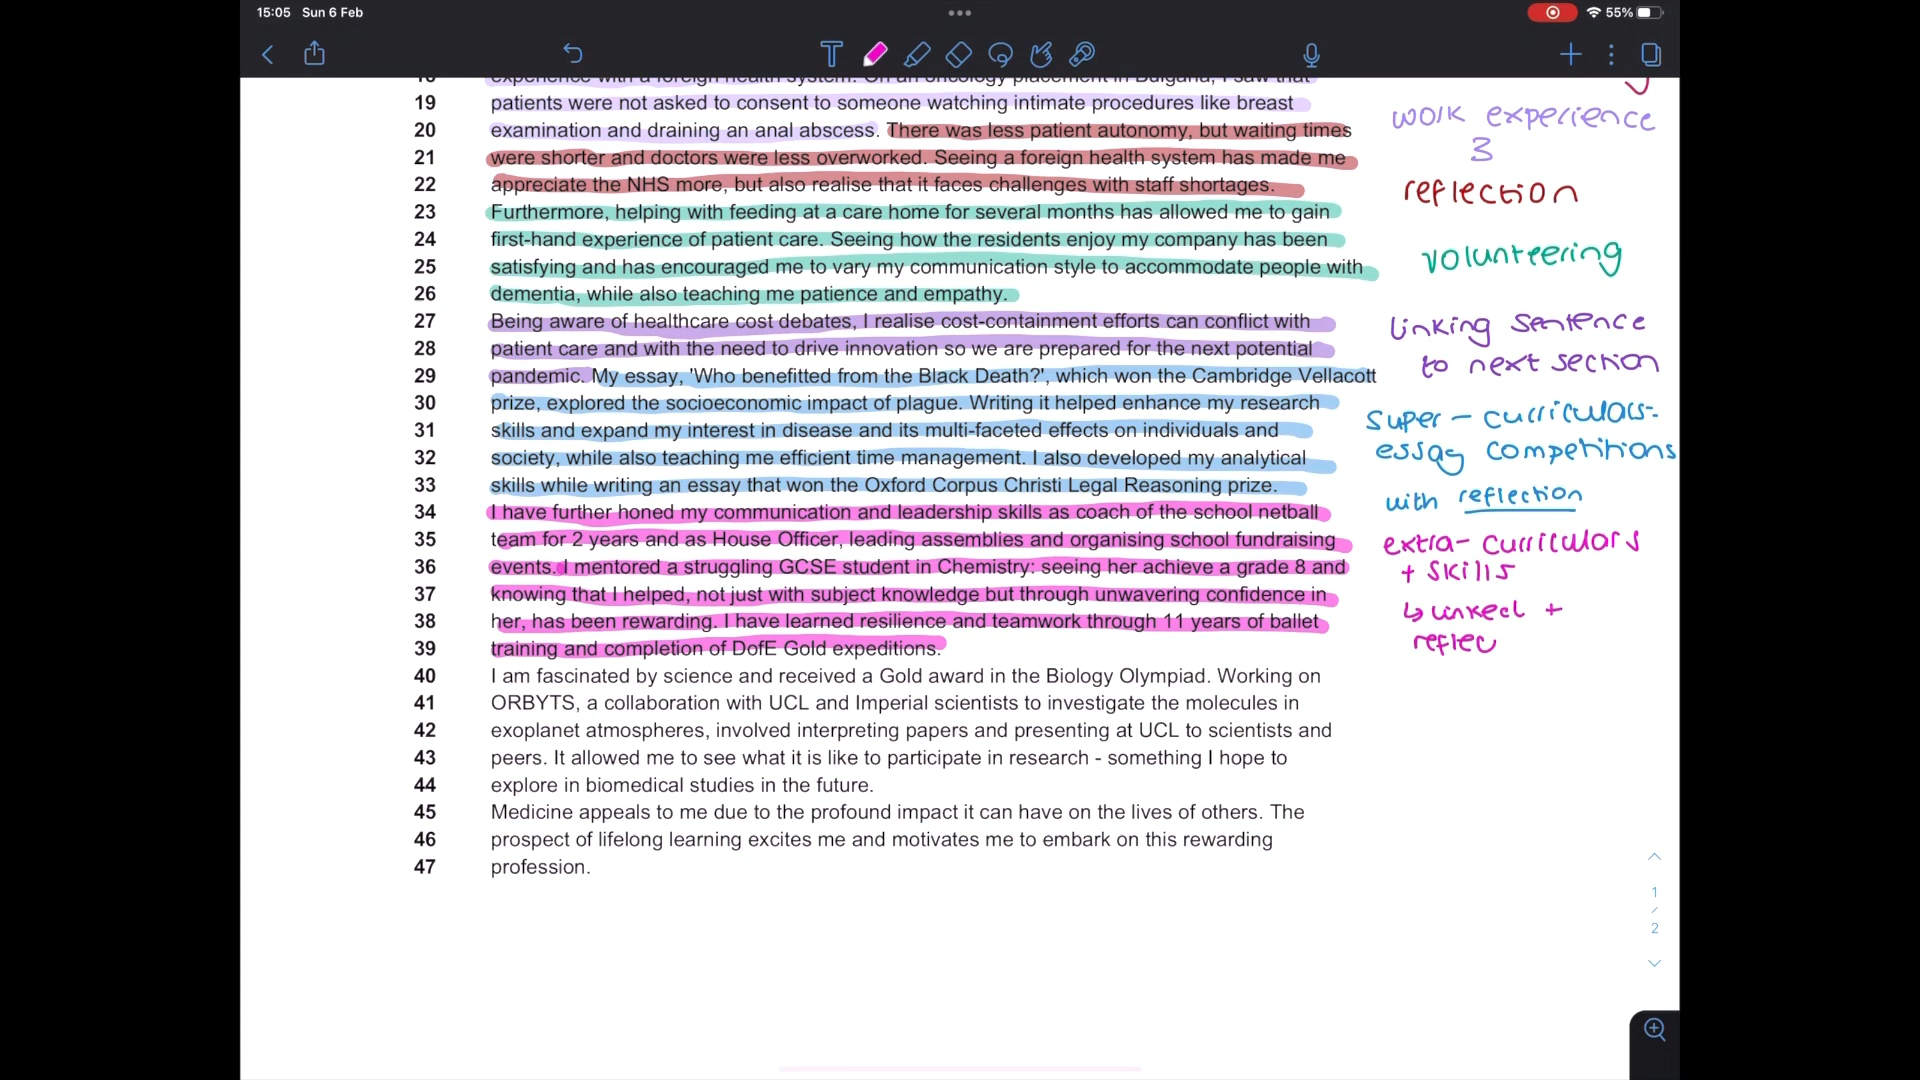 15:05 Sun 6 Feb
55%
experience with a foreign health system. On an oncology placement in Bulgaria, I saw that
19 patients were not asked to consent to someone watching intimate procedures like breast
work experience
20 examination and draining an anal abscess. There was less patient autonomy, but waiting times
3
21 were shorter and doctors were less overworked. Seeing a foreign health system has made me
22 appreciate the NHS more, but also realise that it faces challenges with staff shortages.
reflection
23 Furthermore, helping with feeding at a care home for several months has allowed me to gain
24 first-hand experience of patient care. Seeing how the residents enjoy my company has been
volunteering
25 satisfying and has encouraged me to vary my communication style to accommodate people with
26 dementia, while also teaching me patience and empathy.
27 Being aware of healthcare cost debates, I realise cost-containment efforts can conflict with
linking sentence
28 patient care and with the need to drive innovation so we are prepared for the next potential
to next section
29 pandemic. My essay, 'Who benefitted from the Black Death?', which won the Cambridge Vellacott
30 prize, explored the socioeconomic impact of plague. Writing it helped enhance my research
super-curriculars-
31 skills and expand my interest in disease and its multi-faceted effects on individuals and
essay competitions
32 society, while also teaching me efficient time management. I also developed my analytical
33 skills while writing an essay that won the Oxford Corpus Christi Legal Reasoning prize.
with reflection
34 I have further honed my communication and leadership skills as coach of the school netball
35 team for 2 years and as House Officer, leading assemblies and organising school fundraising
extra-curriculars
36 events. I mentored a struggling GCSE student in Chemistry: seeing her achieve a grade 8 and
+ skills
37 knowing that I helped, not just with subject knowledge but through unwavering confidence in
↳ linked +
38 her, has been rewarding. I have learned resilience and teamwork through 11 years of ballet
reflec
39 training and completion of DofE Gold expeditions.
40 I am fascinated by science and received a Gold award in the Biology Olympiad. Working on
41 ORBYTS, a collaboration with UCL and Imperial scientists to investigate the molecules in
42 exoplanet atmospheres, involved interpreting papers and presenting at UCL to scientists and
43 peers. It allowed me to see what it is like to participate in research - something I hope to
44 explore in biomedical studies in the future.
45 Medicine appeals to me due to the profound impact it can have on the lives of others. The
46 prospect of lifelong learning excites me and motivates me to embark on this rewarding
47 profession.
1
/
2